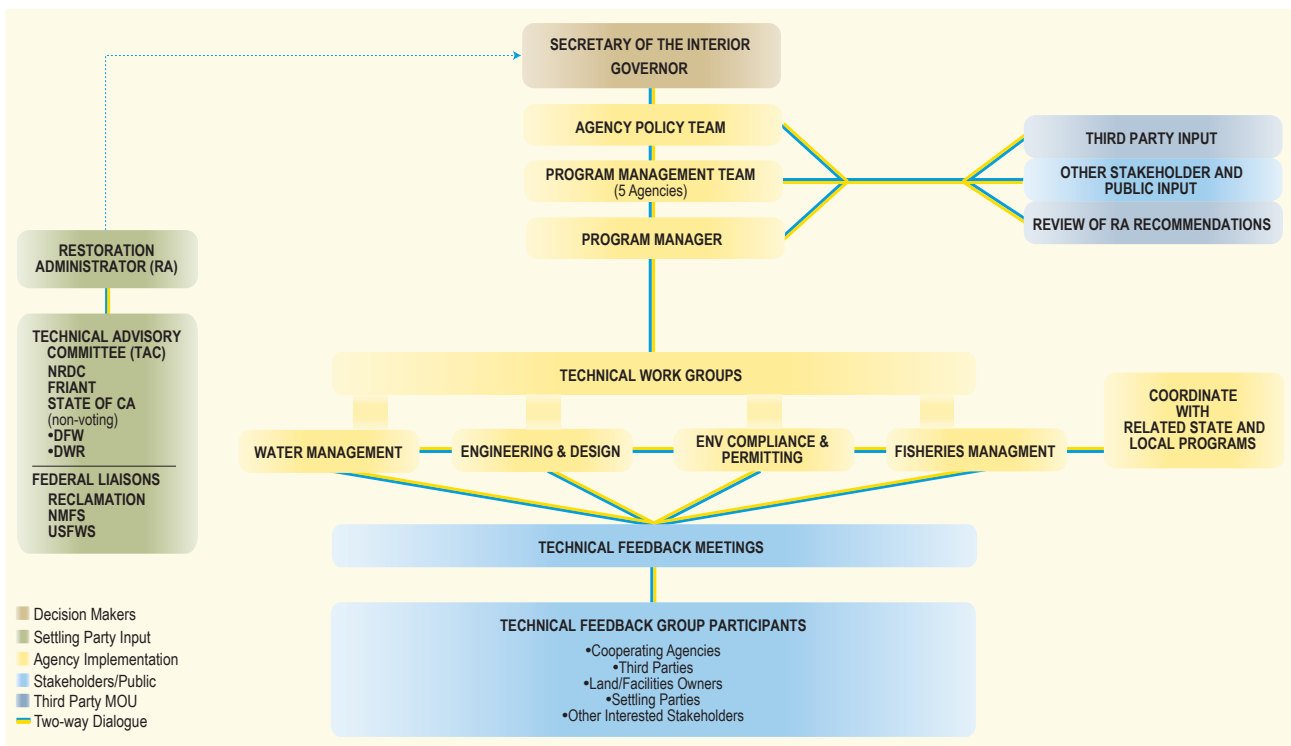 SECRETARY OF THE INTERIOR
GOVERNOR
AGENCY POLICY TEAM
PROGRAM MANAGEMENT TEAM
(5 Agencies)
PROGRAM MANAGER
THIRD PARTY INPUT
OTHER STAKEHOLDER AND
PUBLIC INPUT
REVIEW OF RA RECOMMENDATIONS
RESTORATION
ADMINISTRATOR (RA)
TECHNICAL ADVISORY
COMMITTEE (TAC)
NRDC
FRIANT
STATE OF CA
(non-voting)
•DFW
•DWR
FEDERAL LIAISONS
RECLAMATION
NMFS
USFWS
TECHNICAL WORK GROUPS
WATER MANAGEMENT
ENGINEERING & DESIGN
ENV COMPLIANCE &
PERMITTING
FISHERIES MANAGMENT
COORDINATE
WITH
RELATED STATE AND
LOCAL PROGRAMS
TECHNICAL FEEDBACK MEETINGS
TECHNICAL FEEDBACK GROUP PARTICIPANTS
•Cooperating Agencies
•Third Parties
•Land/Facilities Owners
•Settling Parties
•Other Interested Stakeholders
Decision Makers
Settling Party Input
Agency Implementation
Stakeholders/Public
Third Party MOU
Two-way Dialogue